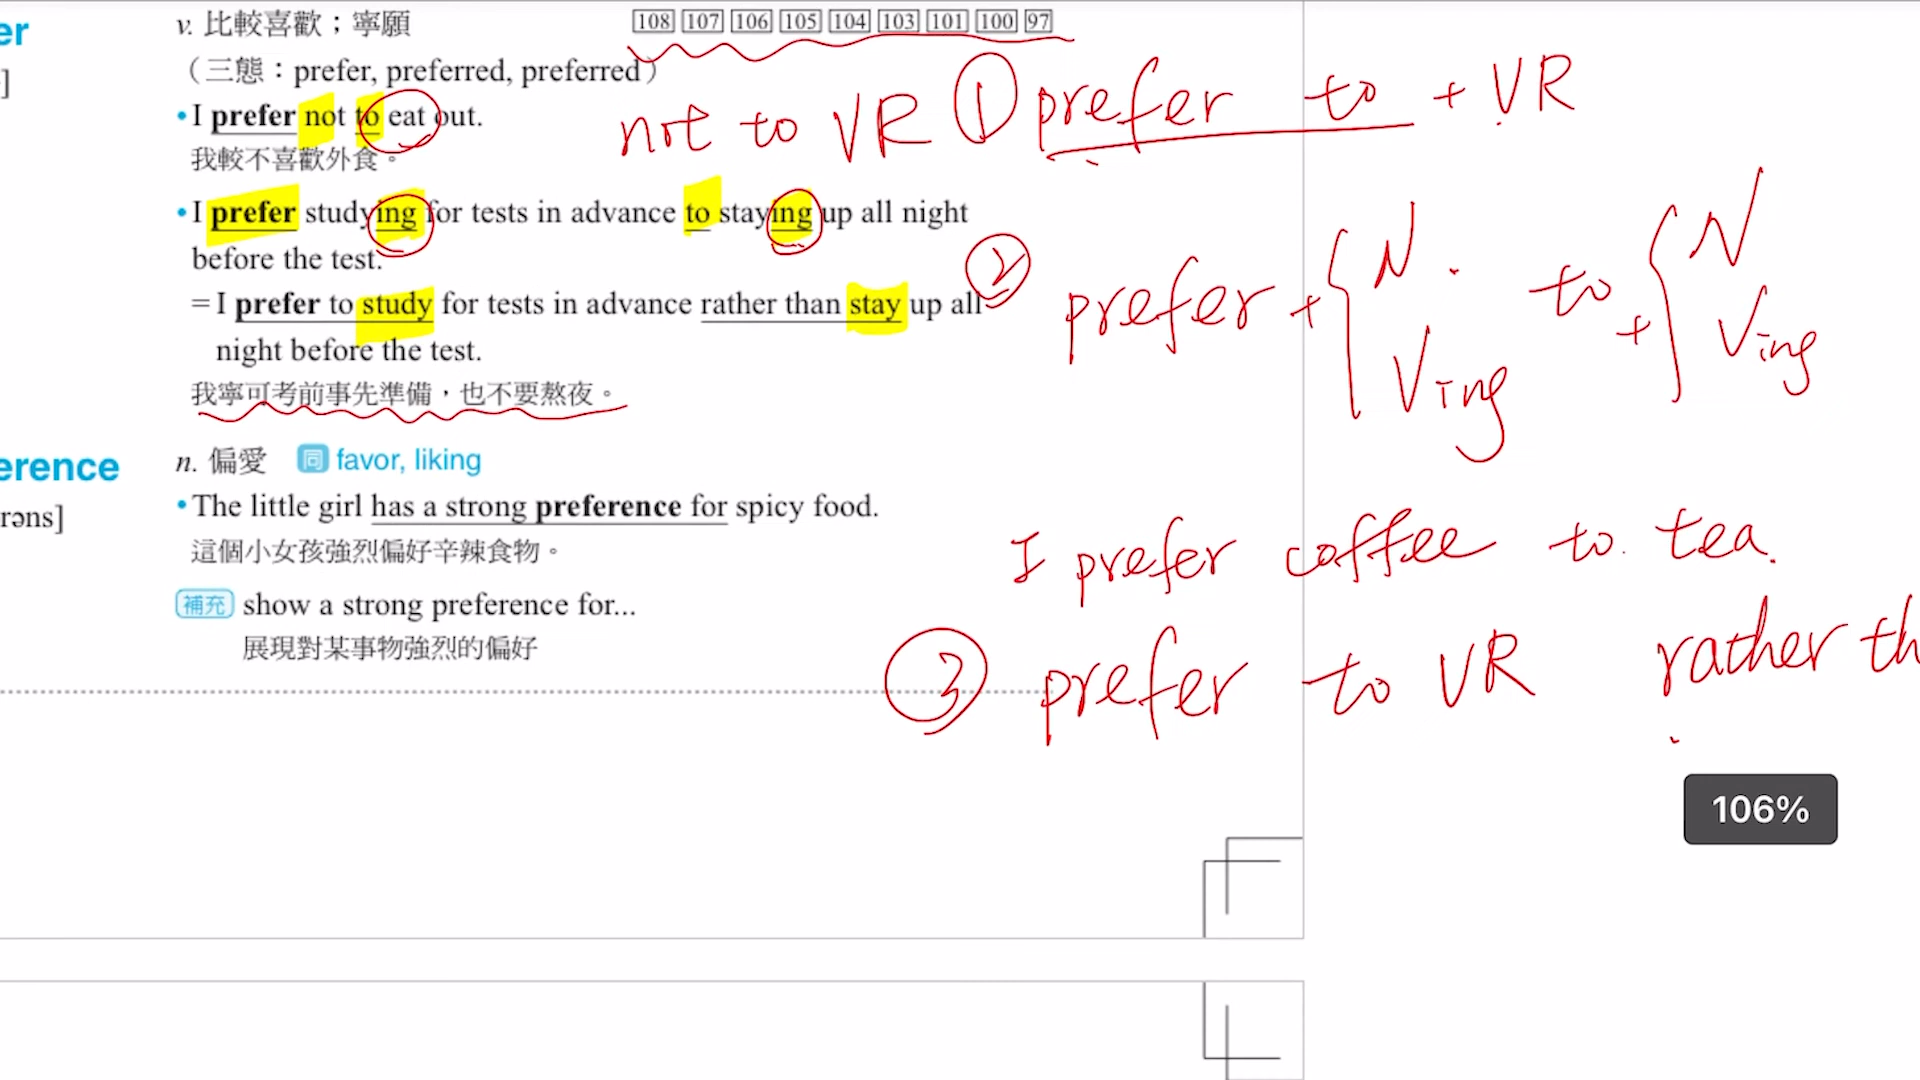 er
v. 比較喜歡；寧願 108 107 106 105 104 103 101 100 97
（三態：prefer, preferred, preferred）
• I prefer not to eat out.
我較不喜歡外食。
• I prefer studying for tests in advance to staying up all night
before the test.
= I prefer to study for tests in advance rather than stay up all
night before the test.
我寧可考前事先準備，也不要熬夜。
erence
n. 偏愛 同 favor, liking
rəns]
• The little girl has a strong preference for spicy food.
這個小女孩強烈偏好辛辣食物。
補充 show a strong preference for...
展現對某事物強烈的偏好
not to VR
① prefer to + VR
② prefer + { N. Ving to + { N Ving
I prefer coffee to tea.
③ prefer to VR rather th
106%